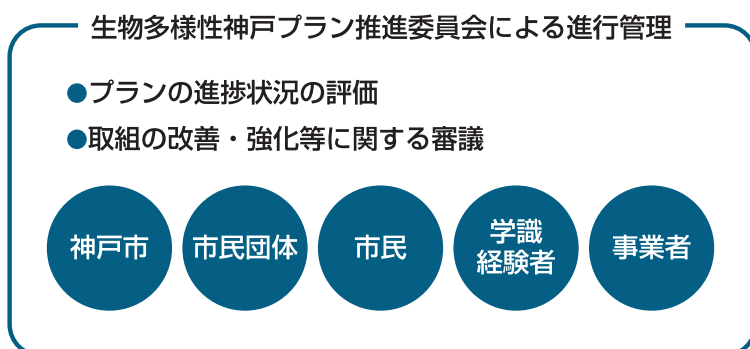 生物多様性神戸プラン推進委員会による進行管理
●プランの進捗状況の評価
●取組の改善・強化等に関する審議
神戸市
市民団体
市民
学識
経験者
事業者